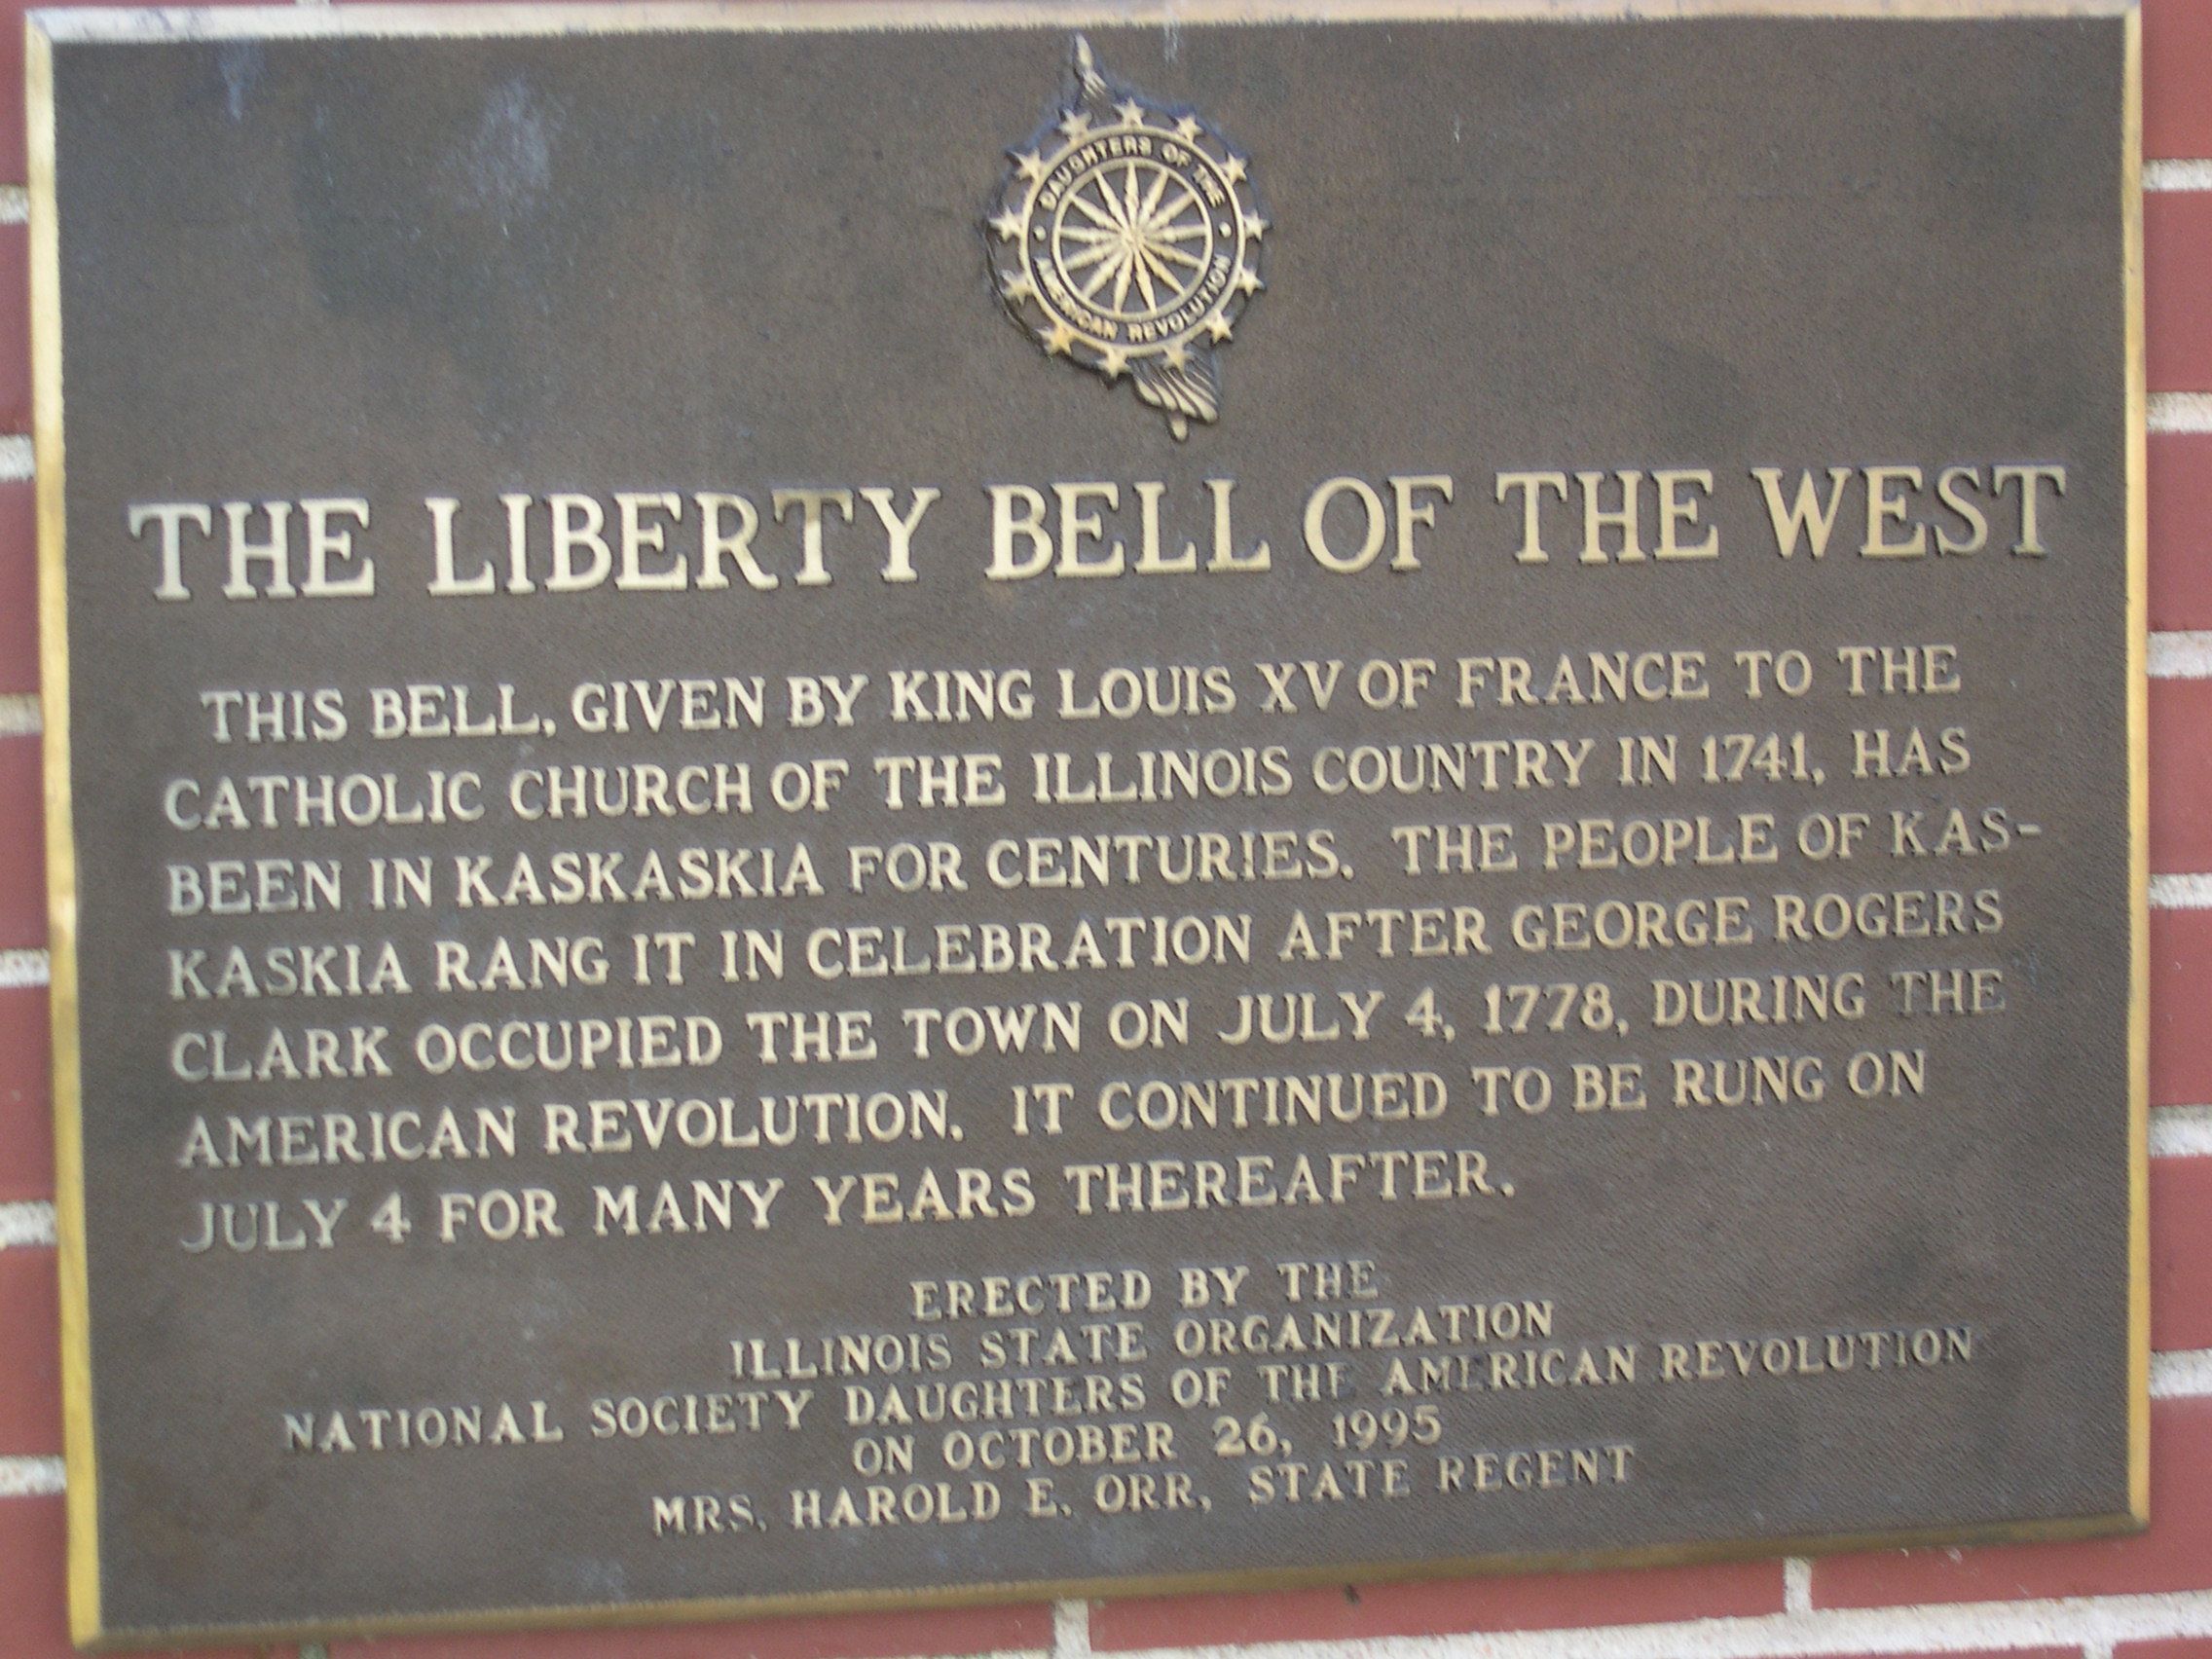 DAUGHTERS OF THE
AMERICAN REVOLUTION
THE LIBERTY BELL OF THE WEST
THIS BELL, GIVEN BY KING LOUIS XV OF FRANCE TO THE
CATHOLIC CHURCH OF THE ILLINOIS COUNTRY IN 1741, HAS
BEEN IN KASKASKIA FOR CENTURIES. THE PEOPLE OF KAS-
KASKIA RANG IT IN CELEBRATION AFTER GEORGE ROGERS
CLARK OCCUPIED THE TOWN ON JULY 4, 1778, DURING THE
AMERICAN REVOLUTION. IT CONTINUED TO BE RUNG ON
JULY 4 FOR MANY YEARS THEREAFTER.
ERECTED BY THE
ILLINOIS STATE ORGANIZATION
NATIONAL SOCIETY DAUGHTERS OF THE AMERICAN REVOLUTION
ON OCTOBER 26, 1995
MRS. HAROLD E. ORR, STATE REGENT